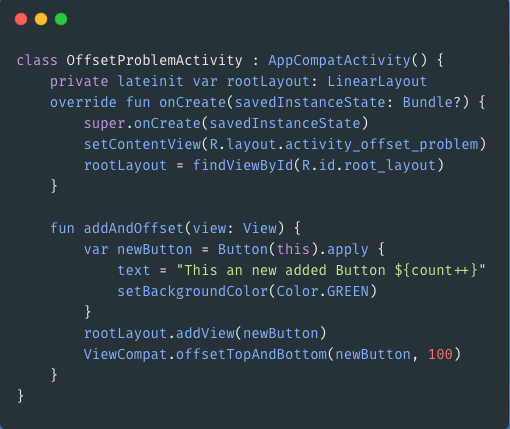 class OffsetProblemActivity : AppCompatActivity() {
    private lateinit var rootLayout: LinearLayout
    override fun onCreate(savedInstanceState: Bundle?) {
        super.onCreate(savedInstanceState)
        setContentView(R.layout.activity_offset_problem)
        rootLayout = findViewById(R.id.root_layout)
    }

    fun addAndOffset(view: View) {
        var newButton = Button(this).apply {
            text = "This an new added Button ${count++}"
            setBackgroundColor(Color.GREEN)
        }
        rootLayout.addView(newButton)
        ViewCompat.offsetTopAndBottom(newButton, 100)
    }
}